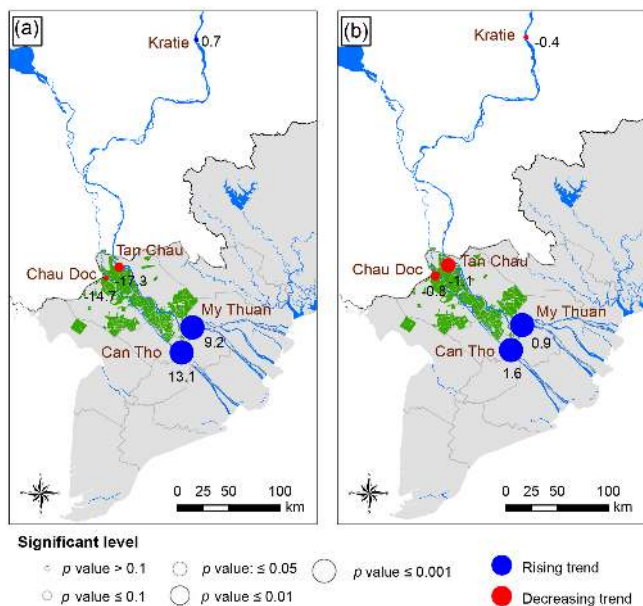 (a)
Kratie
0.7
Tan Chau
Chau Doc
-17.3
-14.7
My Thuan
9.2
Can Tho
13.1
0 25 50 100
km
(b)
Kratie
-0.4
Tan Chau
Chau Doc
-1.1
-0.8
My Thuan
0.9
Can Tho
1.6
0 25 50 100
km
Significant level
p value > 0.1
p value: ≤ 0.05
p value ≤ 0.001
Rising trend
p value ≤ 0.1
p value ≤ 0.01
Decreasing trend